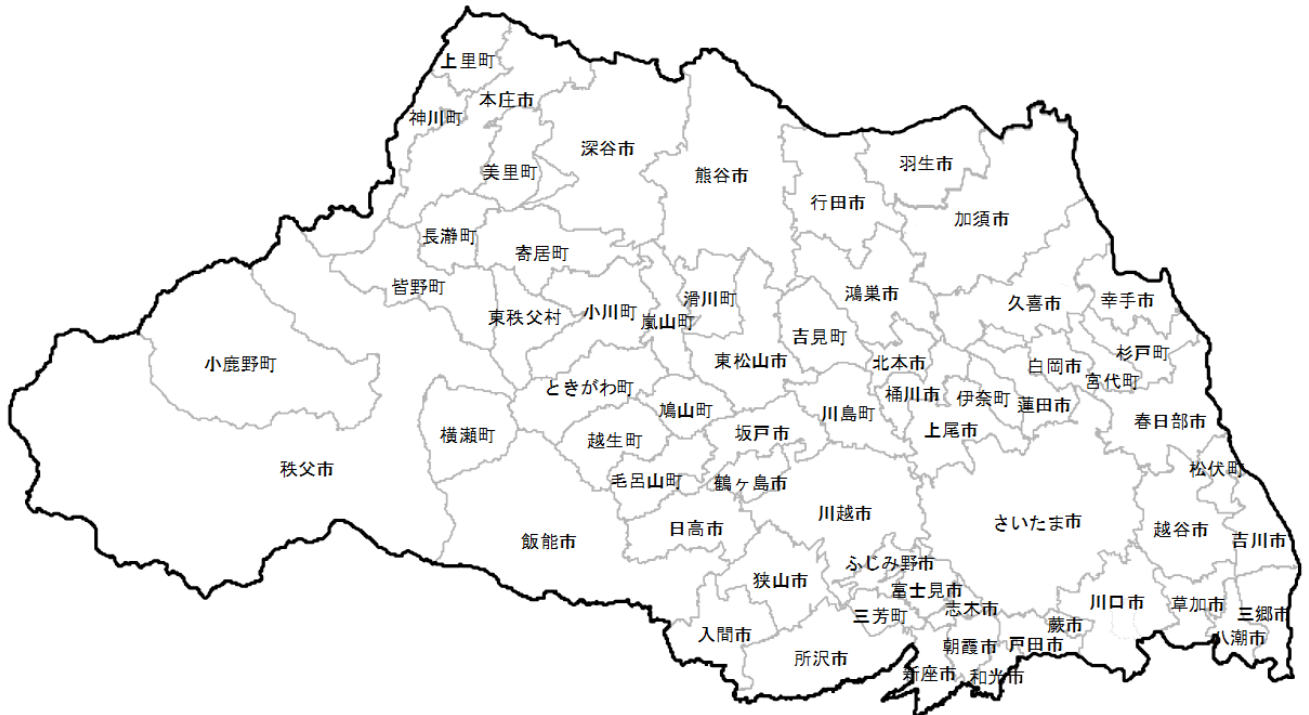 上里町
本庄市
神川町
深谷市
羽生市
美里町
熊谷市
行田市
加須市
長瀞町
寄居町
皆野町
滑川町
鴻巣市
久喜市
幸手市
東秩父村
小川町
嵐山町
吉見町
小鹿野町
東松山市
北本市
白岡市
杉戸町
宮代町
ときがわ町
鳩山町
川島町
桶川市
伊奈町
蓮田市
横瀬町
越生町
坂戸市
上尾市
春日部市
秩父市
毛呂山町
鶴ヶ島市
松伏町
飯能市
日高市
川越市
さいたま市
越谷市
吉川市
狭山市
ふじみ野市
富士見市
三芳町
志木市
川口市
草加市
三郷市
入間市
蕨市
所沢市
朝霞市
戸田市
八潮市
新座市
和光市